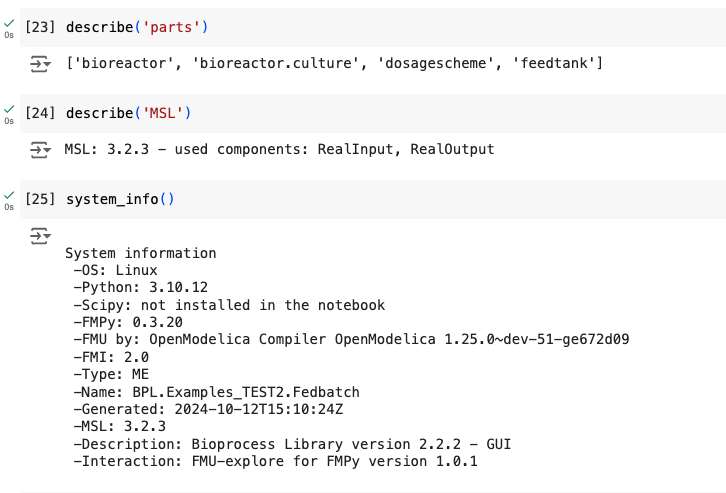 [23] describe('parts')
0s
['bioreactor', 'bioreactor.culture', 'dosagescheme', 'feedtank']
[24] describe('MSL')
0s
MSL: 3.2.3 - used components: RealInput, RealOutput
[25] system_info()
0s
System information
-OS: Linux
-Python: 3.10.12
-Scipy: not installed in the notebook
-FMPy: 0.3.20
-FMU by: OpenModelica Compiler OpenModelica 1.25.0~dev-51-ge672d09
-FMI: 2.0
-Type: ME
-Name: BPL.Examples_TEST2.Fedbatch
-Generated: 2024-10-12T15:10:24Z
-MSL: 3.2.3
-Description: Bioprocess Library version 2.2.2 - GUI
-Interaction: FMU-explore for FMPy version 1.0.1